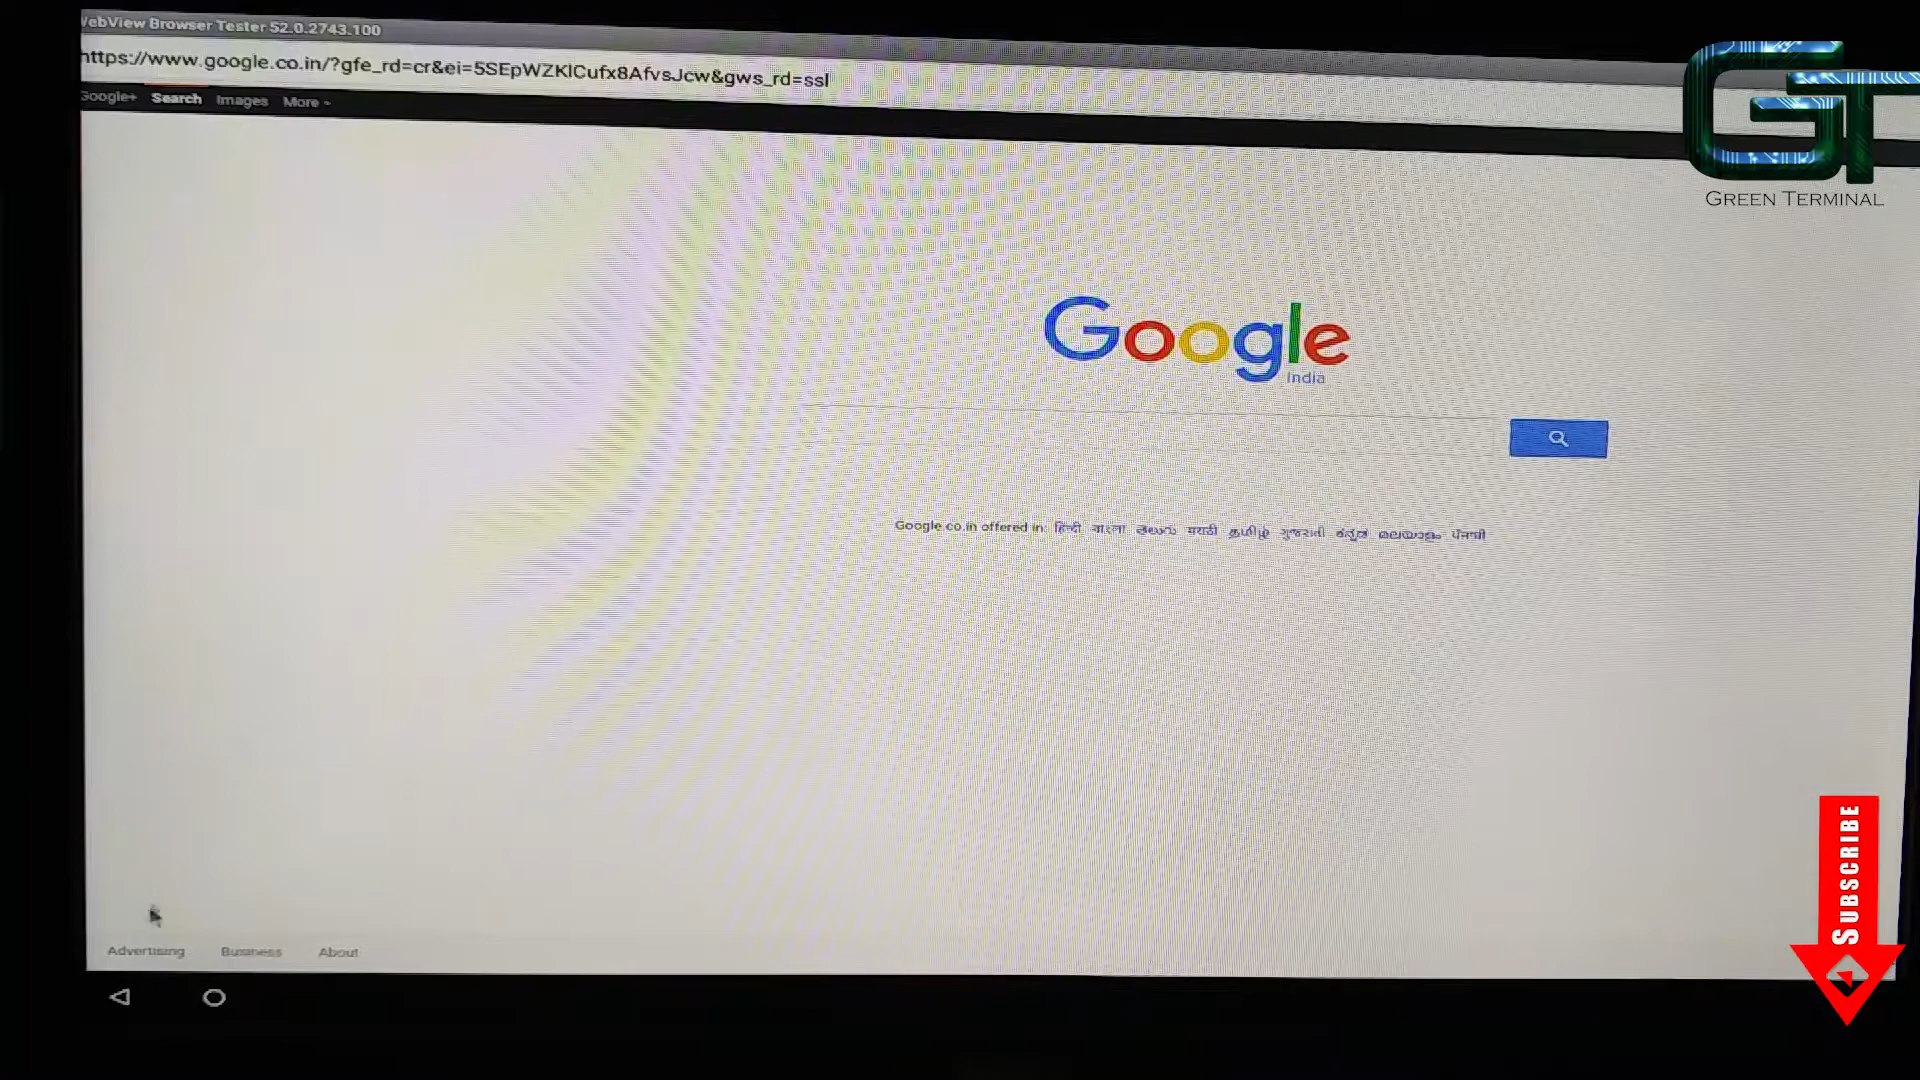 WebView Browser Tester 52.0.2743.100
https://www.google.co.in/?gfe_rd=cr&ei=5SEpWZKlCufx8AfvsJcw&gws_rd=ssl
Google+ Search Images More
GT
GREEN TERMINAL
Google
India
Google.co.in offered in: हिन्दी বাংলা తెలుగు मराठी தமிழ் ગુજરાતી ಕನ್ನಡ മലയാളം ਪੰਜਾਬੀ
SUBSCRIBE
Advertising Business About